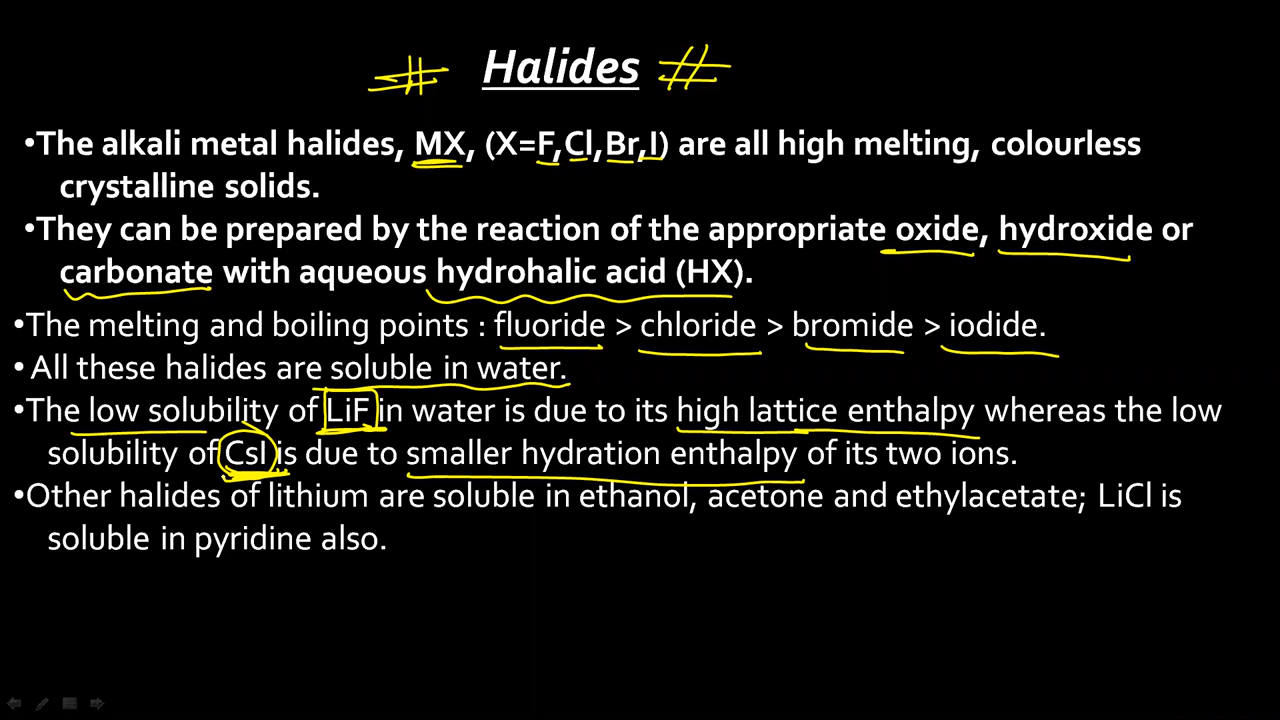 # Halides #
•The alkali metal halides, MX, (X=F,Cl,Br,I) are all high melting, colourless
crystalline solids.
•They can be prepared by the reaction of the appropriate oxide, hydroxide or
carbonate with aqueous hydrohalic acid (HX).
•The melting and boiling points : fluoride > chloride > bromide > iodide.
• All these halides are soluble in water.
•The low solubility of LiF in water is due to its high lattice enthalpy whereas the low
solubility of CsI is due to smaller hydration enthalpy of its two ions.
•Other halides of lithium are soluble in ethanol, acetone and ethylacetate; LiCl is
soluble in pyridine also.